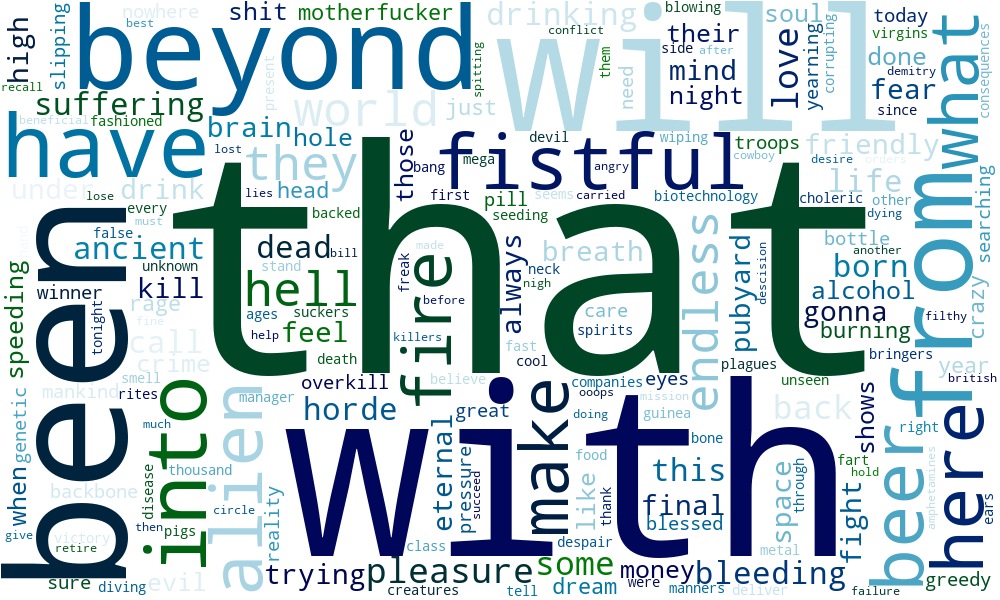 nowhere
shit
motherfucker
drinking
blowing
today
best
soul
virgins
high
slipping
beyond
conflict
their
side
after
them
will
need
mind
love
yearning
corrupting
done
what
consequences
recall
present
spitting
night
fear
demitry
since
suffering
world
just
beneficial
fashioned
have
brain
hole
devil
wiping
troops
friendly
lost
they
those
bang
mega
fistful
angry
cowboy
desire
orders
under
drink
lies
head
first
seems
carried
biotechnology
life
choleric
other
dying
lose
every
backed
pill
seeding
must
false
ancient
that
dead
bill
made
breath
bottle
another
from
searching
been
unknown
stand
freak
fire
always
neck
nigh
endless
pubyard
descision
born
speeding
winner
kill
hell
before
care
alcohol
crazy
tonight
rage
ages
suckers
spirits
gonna
filthy
fine
help
feel
killers
fast
cool
burning
call
crime
death
believe
plagues
bringers
year
british
mankind
smell
rites
into
alien
manager
overkill
make
companies
eyes
unseen
ooops
mission
genetic
much
horde
great
doing
guinea
back
shows
beer
here
right
when
backbone
disease
thousand
eternal
pressure
succeed
with
bone
food
this
through
fart
hold
amphetamines
ears
give
victory
then
pigs
circle
reality
like
thank
final
blessed
space
fight
retire
class
despair
metal
sure
diving
evil
trying
pleasure
some
money
bleeding
greedy
creatures
tell
dream
were
manners
deliver
failure